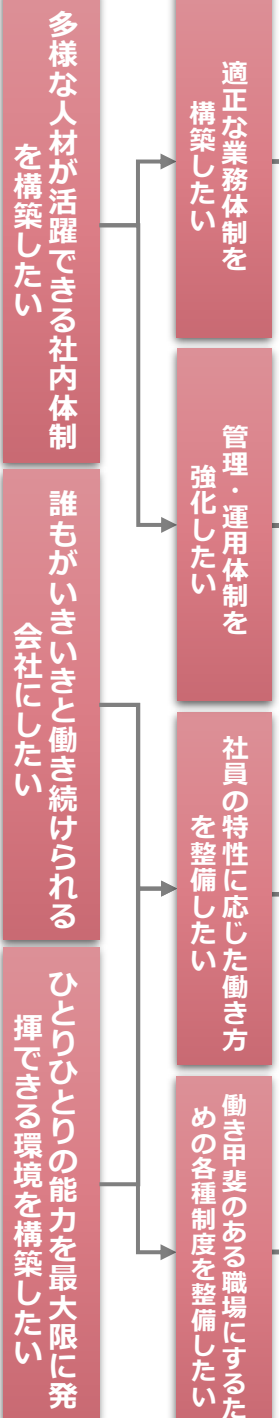 多様な人材が活躍できる社内体制
を構築したい
誰もがいきいきと働き続けられる
会社にしたい
ひとりひとりの能力を最大限に発
揮できる環境を構築したい
適正な業務体制を
構築したい
管理・運用体制を
強化したい
社員の特性に応じた働き方
を整備したい
働き甲斐のある職場にするた
めの各種制度を整備したい